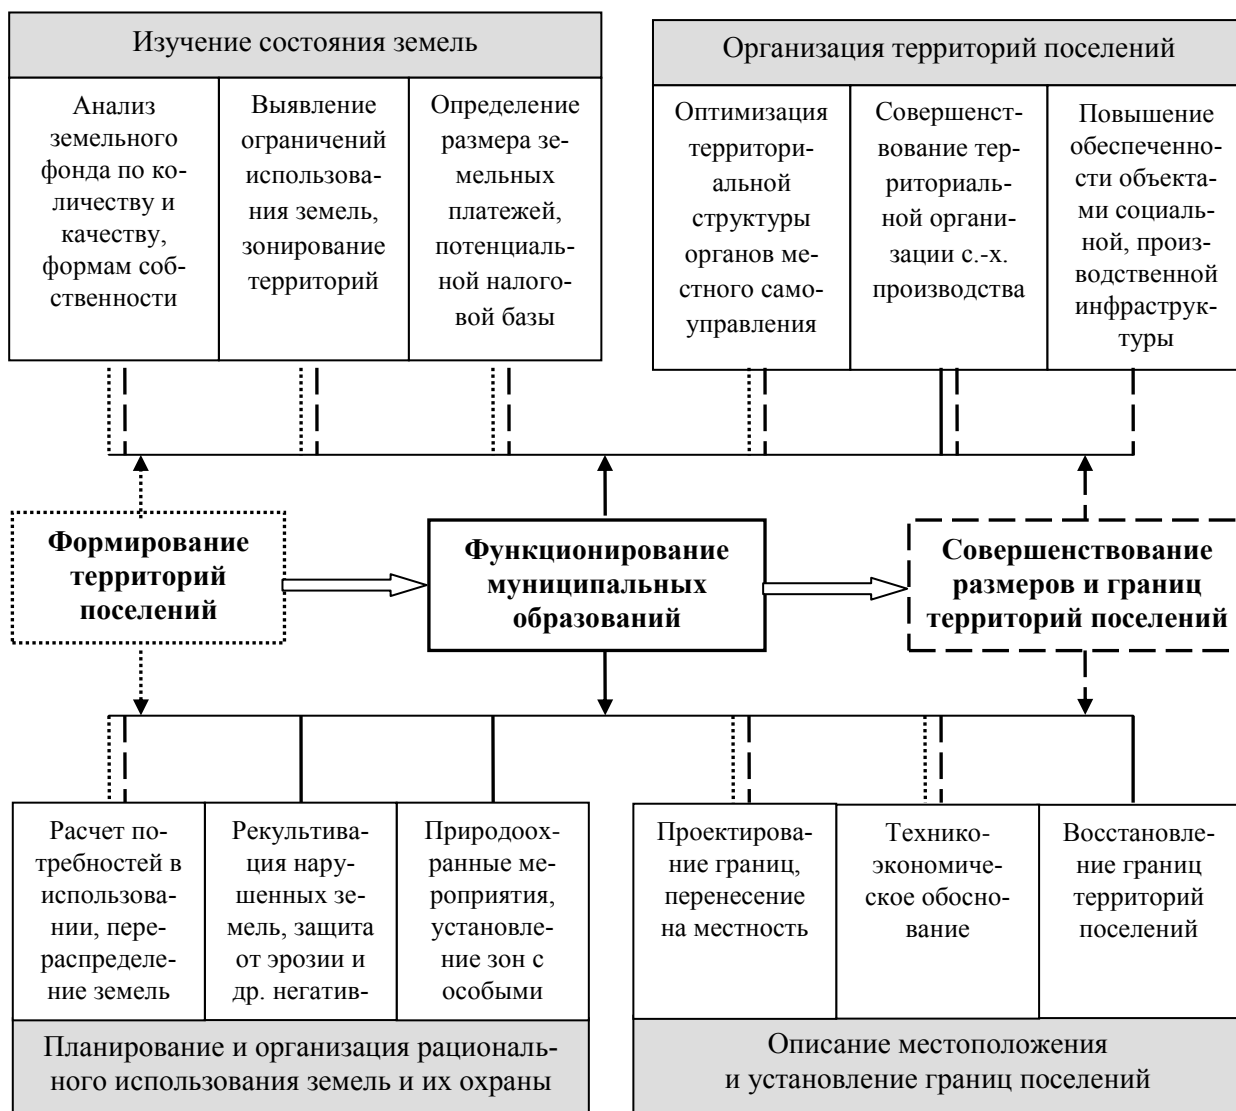 Изучение состояния земель
Анализ
земельного
фонда по ко-
личеству и
качеству,
формам соб-
ственности
Выявление
ограничений
использова-
ния земель,
зонирование
территорий
Определение
размера зе-
мельных
платежей,
потенциаль-
ной налого-
вой базы
Организация территорий поселений
Оптимизация
территори-
альной
структуры
органов ме-
стного само-
управления
Совершенст-
вование тер-
риториаль-
ной органи-
зации с.-х.
производства
Повышение
обеспеченно-
сти объекта-
ми социаль-
ной, произ-
водственной
инфраструк-
туры
Формирование
территорий
поселений
Функционирование
муниципальных
образований
Совершенствование
размеров и границ
территорий поселений
Расчет по-
требностей в
использова-
нии, пере-
распределе-
ние земель
Рекультива-
ция нару-
шенных зе-
мель, защита
от эрозии и
др. негатив-
Природоох-
ранные ме-
роприятия,
установле-
ние зон с
особыми
Планирование и организация рациональ-
ного использования земель и их охраны
Проектирова-
ние границ,
перенесение
на местность
Технико-
экономиче-
ское обосно-
вание
Восстановле-
ние границ
территорий
поселений
Описание местоположения
и установление границ поселений